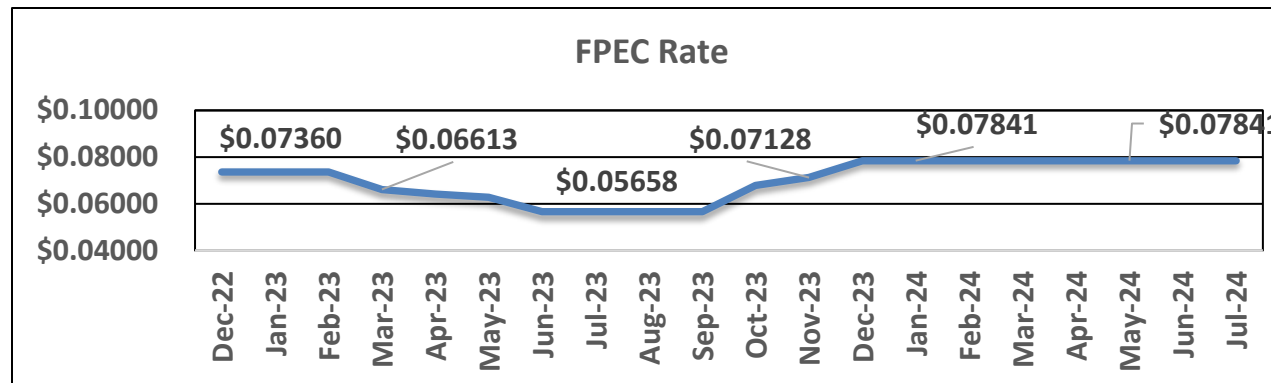 FPEC Rate
$0.10000
$0.08000
$0.06000
$0.04000
$0.07360
$0.06613
$0.05658
$0.07128
$0.07841
$0.07841
Dec-22
Jan-23
Feb-23
Mar-23
Apr-23
May-23
Jun-23
Jul-23
Aug-23
Sep-23
Oct-23
Nov-23
Dec-23
Jan-24
Feb-24
Mar-24
Apr-24
May-24
Jun-24
Jul-24